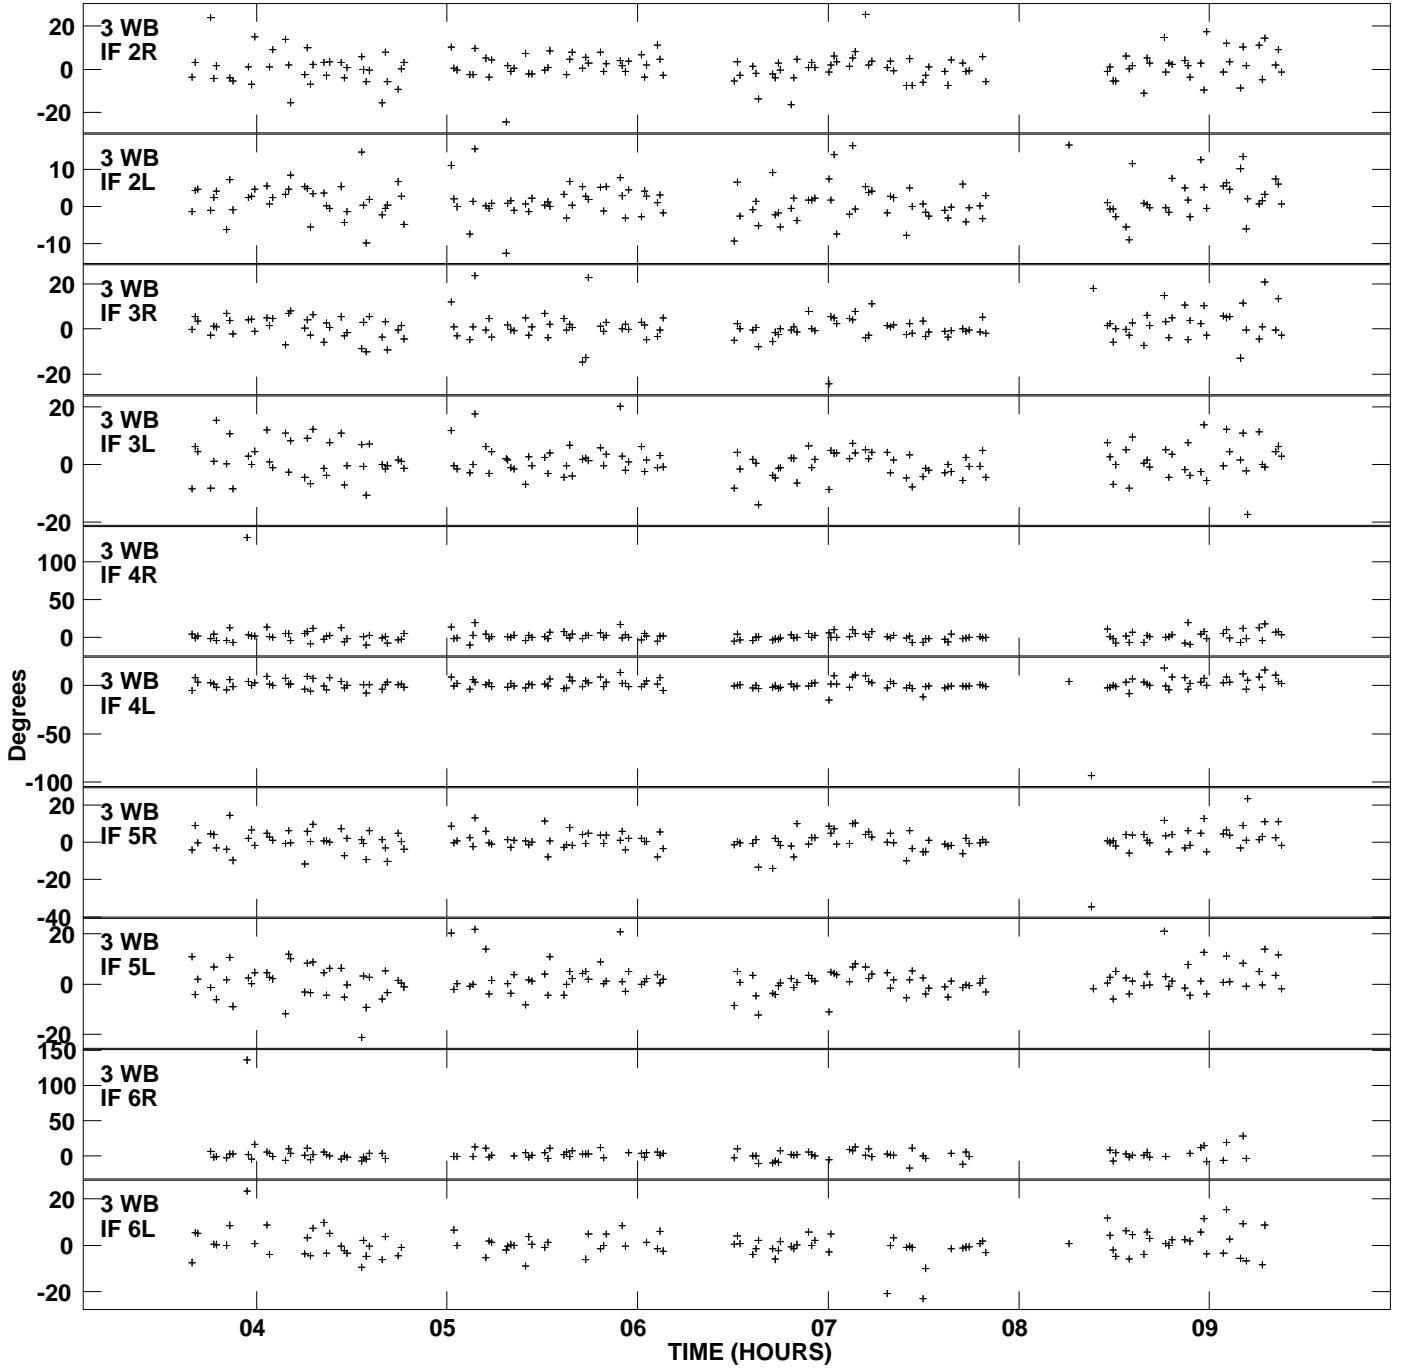 3 WB
IF 2R
20
0
-20
3 WB
IF 2L
10
0
-10
3 WB
IF 3R
20
0
-20
3 WB
IF 3L
20
0
-20
3 WB
IF 4R
100
50
0
3 WB
IF 4L
0
-50
-100
Degrees
3 WB
IF 5R
20
0
-20
-40
3 WB
IF 5L
20
0
-20
3 WB
IF 6R
150
100
50
0
3 WB
IF 6L
20
0
-20
04 05 06 07 08 09
TIME (HOURS)